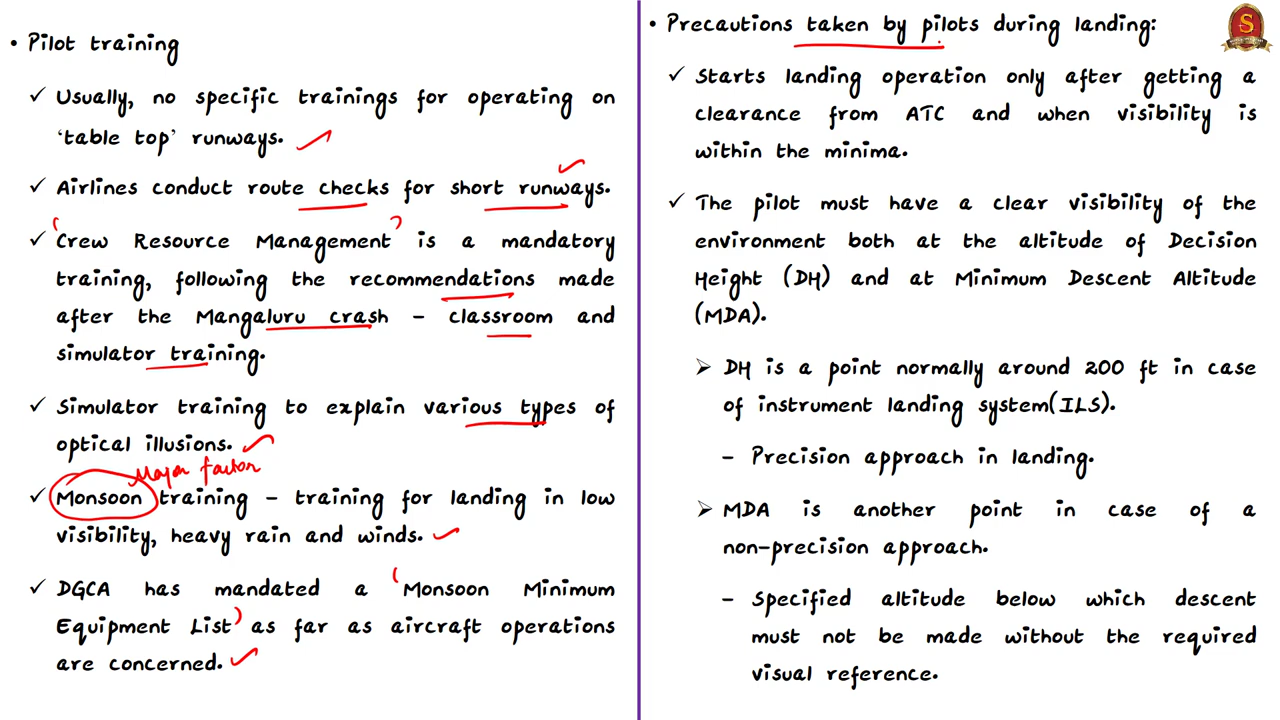 • Pilot training
✓ Usually, no specific trainings for operating on
‘table top’ runways.
✓ Airlines conduct route checks for short runways.
✓ ‘Crew Resource Management’ is a mandatory
training, following the recommendations made
after the Mangaluru crash – classroom and
simulator training.
✓ Simulator training to explain various types of
optical illusions.
Major factor
✓ Monsoon training – training for landing in low
visibility, heavy rain and winds.
✓ DGCA has mandated a ‘Monsoon Minimum
Equipment List’ as far as aircraft operations
are concerned.
• Precautions taken by pilots during landing:
✓ Starts landing operation only after getting a
clearance from ATC and when visibility is
within the minima.
✓ The pilot must have a clear visibility of the
environment both at the altitude of Decision
Height (DH) and at Minimum Descent Altitude
(MDA).
➢ DH is a point normally around 200 ft in case
of instrument landing system(ILS).
– Precision approach in landing.
➢ MDA is another point in case of a
non-precision approach.
– Specified altitude below which descent
must not be made without the required
visual reference.
S